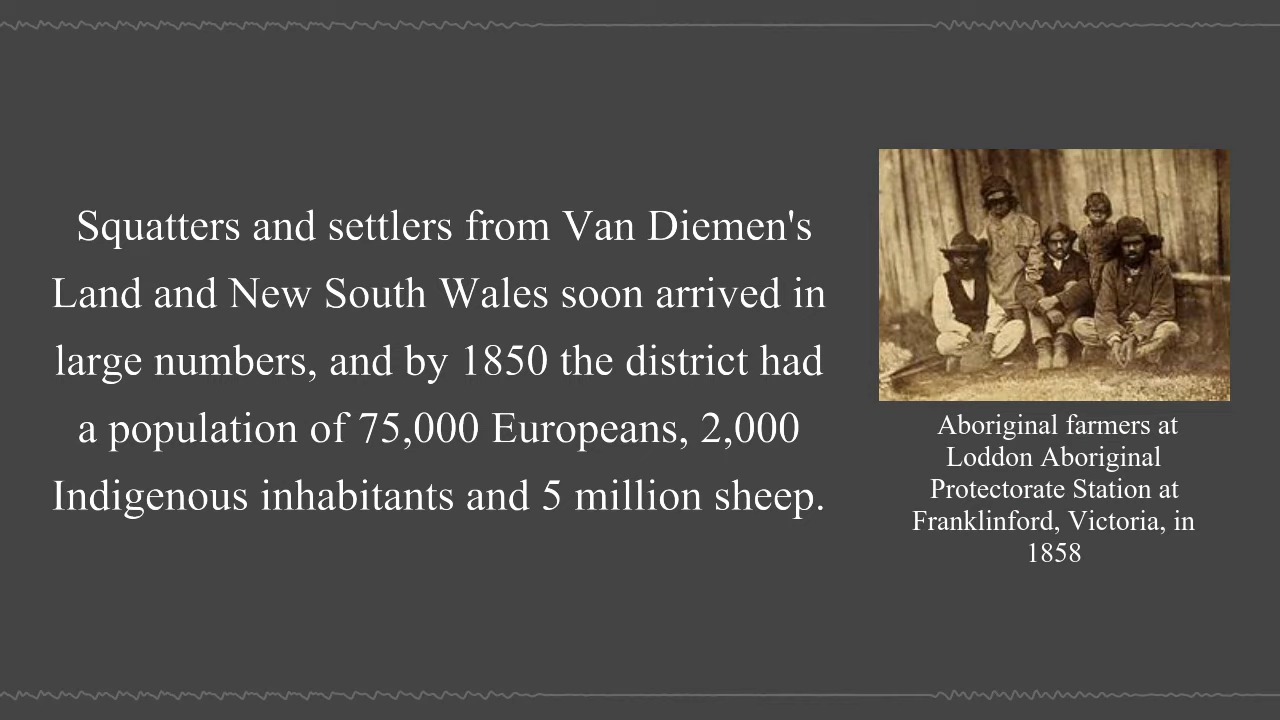 Squatters and settlers from Van Diemen's
Land and New South Wales soon arrived in
large numbers, and by 1850 the district had
a population of 75,000 Europeans, 2,000
Indigenous inhabitants and 5 million sheep.
Aboriginal farmers at
Loddon Aboriginal
Protectorate Station at
Franklinford, Victoria, in
1858